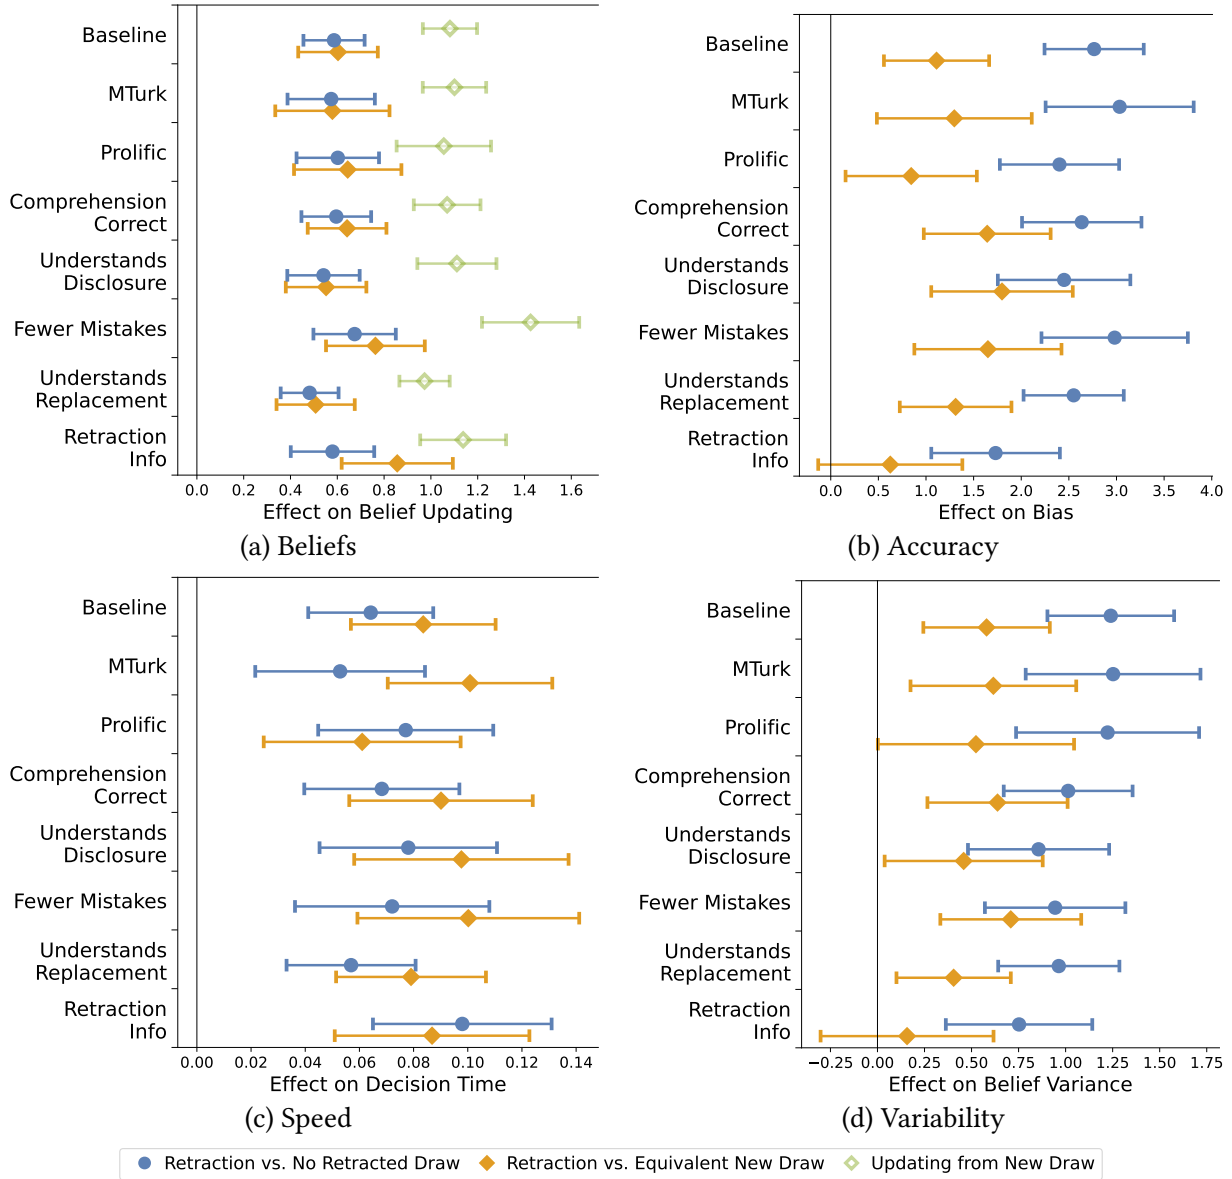 Baseline
MTurk
Prolific
Comprehension
Correct
Understands
Disclosure
Fewer Mistakes
Understands
Replacement
Retraction
Info
0.0 0.2 0.4 0.6 0.8 1.0 1.2 1.4 1.6
Effect on Belief Updating
(a) Beliefs
Baseline
MTurk
Prolific
Comprehension
Correct
Understands
Disclosure
Fewer Mistakes
Understands
Replacement
Retraction
Info
0.0 0.5 1.0 1.5 2.0 2.5 3.0 3.5 4.0
Effect on Bias
(b) Accuracy
Baseline
MTurk
Prolific
Comprehension
Correct
Understands
Disclosure
Fewer Mistakes
Understands
Replacement
Retraction
Info
0.00 0.02 0.04 0.06 0.08 0.10 0.12 0.14
Effect on Decision Time
(c) Speed
Baseline
MTurk
Prolific
Comprehension
Correct
Understands
Disclosure
Fewer Mistakes
Understands
Replacement
Retraction
Info
−0.25 0.00 0.25 0.50 0.75 1.00 1.25 1.50 1.75
Effect on Belief Variance
(d) Variability
Retraction vs. No Retracted Draw Retraction vs. Equivalent New Draw Updating from New Draw